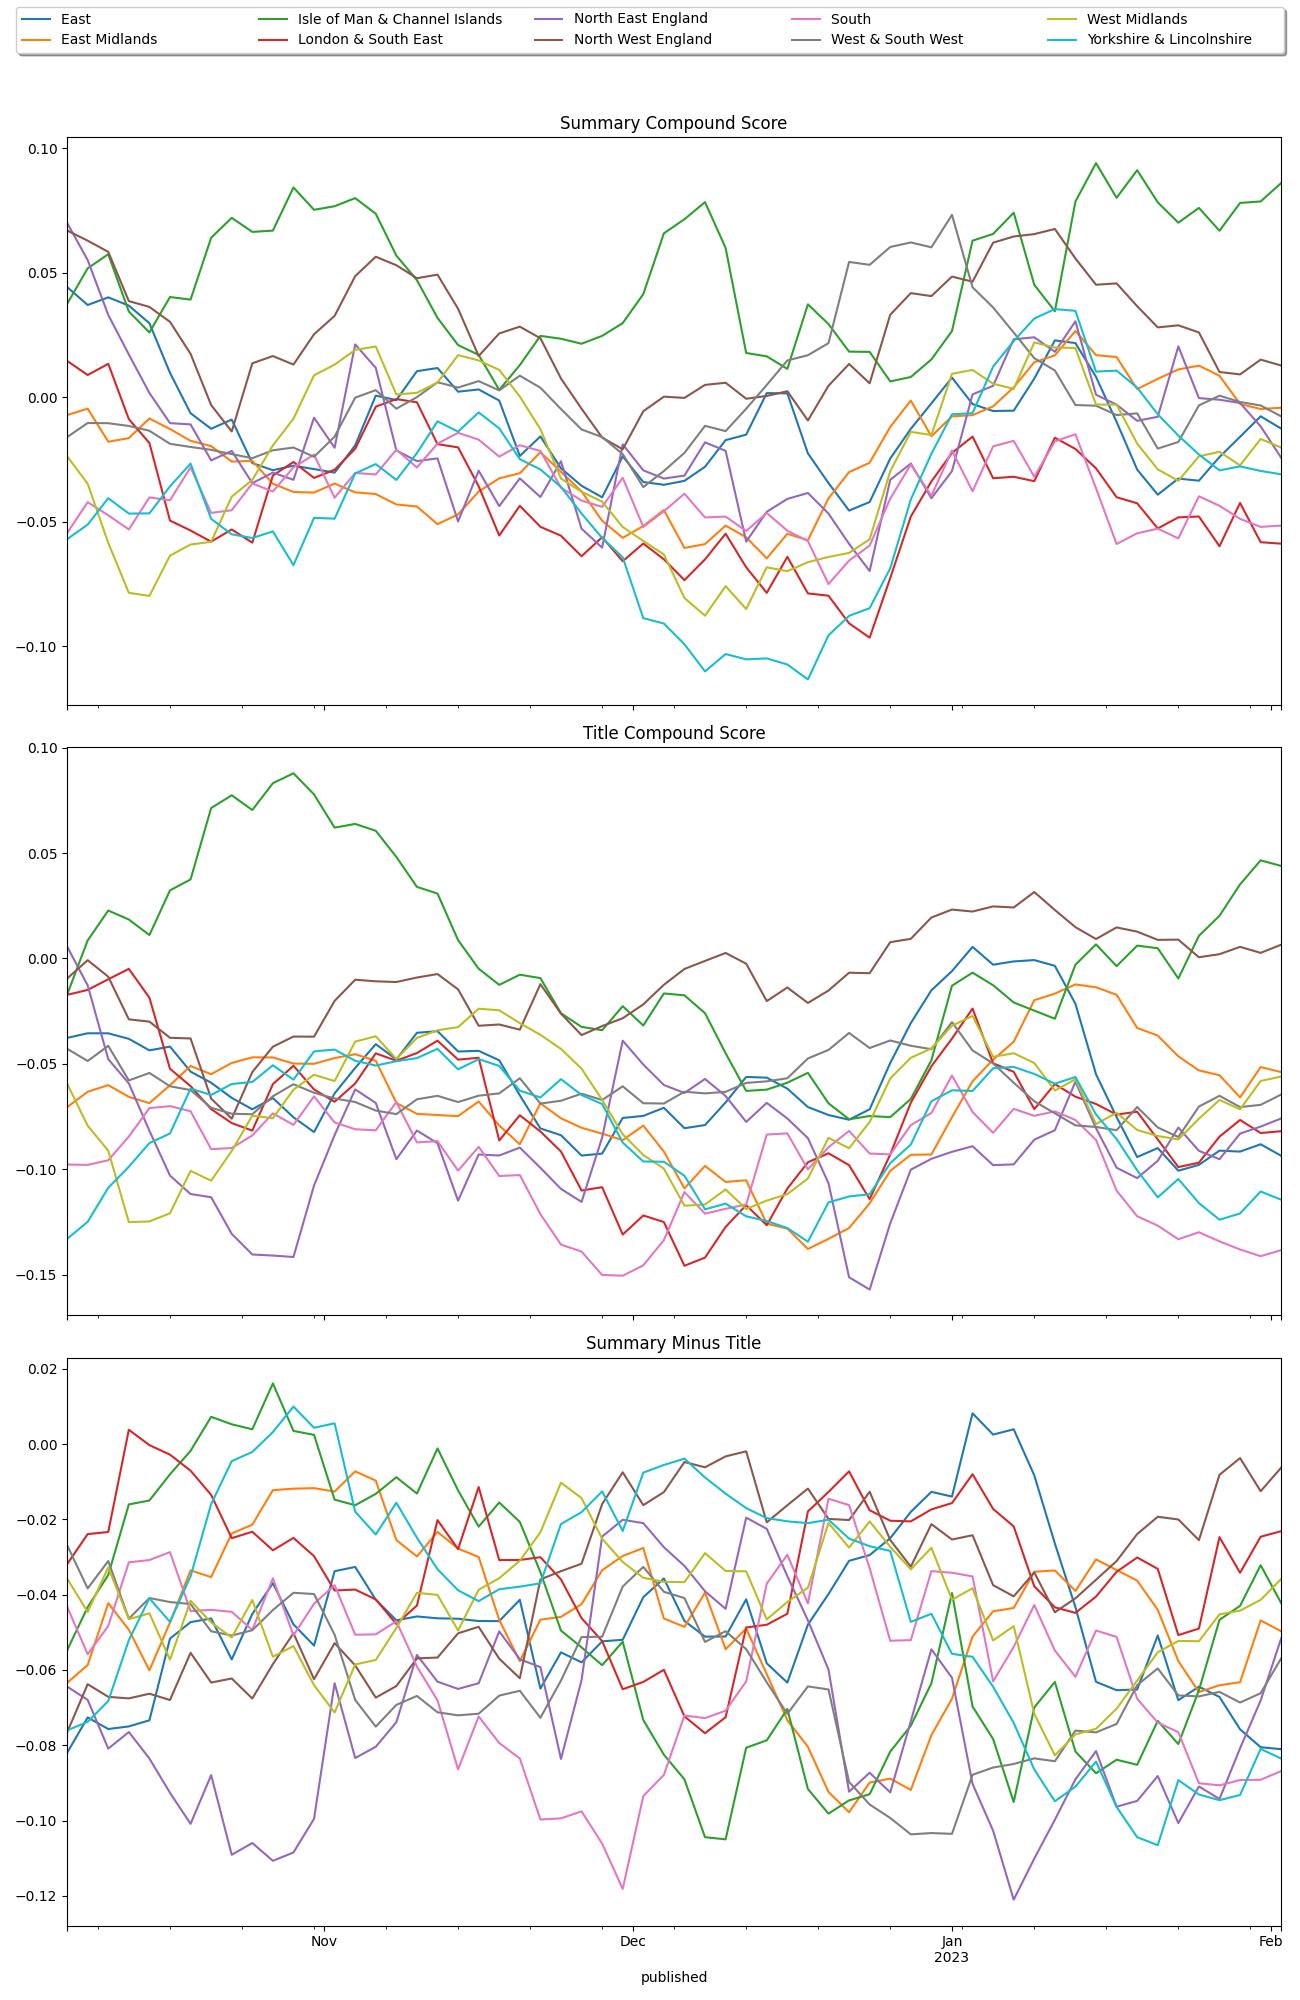 East   Isle of Man & Channel Islands   North East England   South   West Midlands
East Midlands   London & South East   North West England   West & South West   Yorkshire & Lincolnshire
Summary Compound Score
0.10
0.05
0.00
−0.05
−0.10
Title Compound Score
0.10
0.05
0.00
−0.05
−0.10
−0.15
Summary Minus Title
0.02
0.00
−0.02
−0.04
−0.06
−0.08
−0.10
−0.12
Nov   Dec   Jan   Feb
2023
published